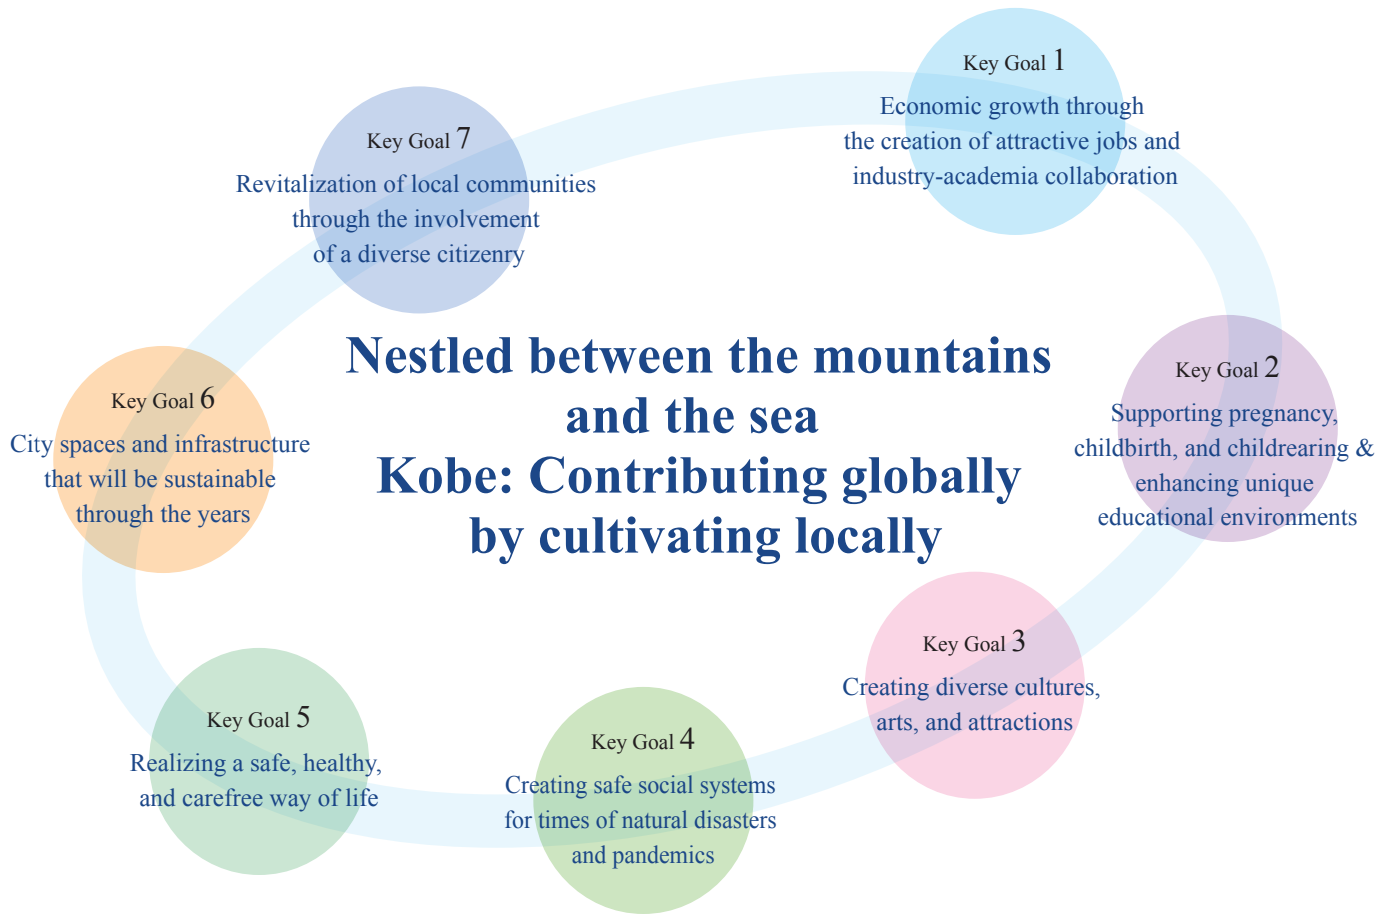 Key Goal 1
Economic growth through
the creation of attractive jobs and
industry-academia collaboration
Key Goal 7
Revitalization of local communities
through the involvement
of a diverse citizenry
Nestled between the mountains
and the sea
Kobe: Contributing globally
by cultivating locally
Key Goal 2
Supporting pregnancy,
childbirth, and childrearing &
enhancing unique
educational environments
Key Goal 6
City spaces and infrastructure
that will be sustainable
through the years
Key Goal 3
Creating diverse cultures,
arts, and attractions
Key Goal 5
Realizing a safe, healthy,
and carefree way of life
Key Goal 4
Creating safe social systems
for times of natural disasters
and pandemics